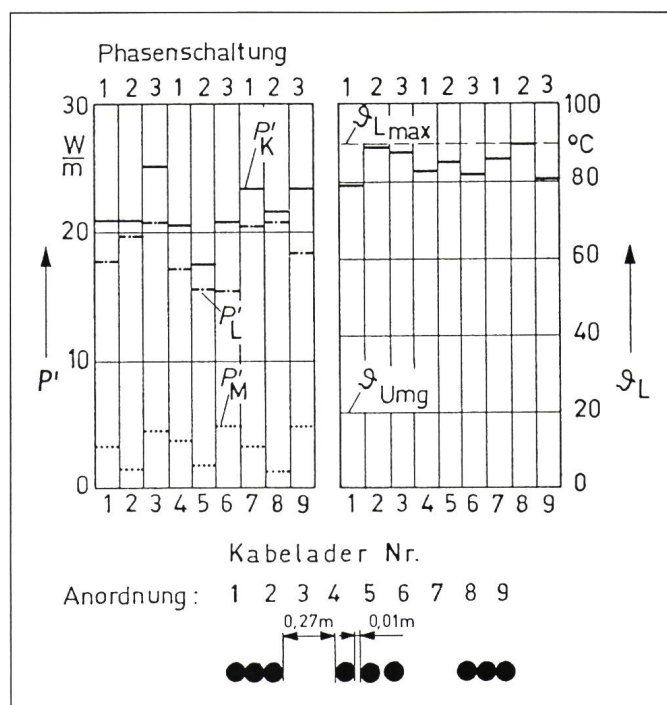 Phasenschaltung
1 2 3 1 2 3 1 2 3
1 2 3 1 2 3 1 2 3
30
W/m
20
10
0
P'
P'K
P'L
P'M
100
°C
80
60
40
20
0
ϑLmax
ϑUmg
ϑL
1 2 3 4 5 6 7 8 9
1 2 3 4 5 6 7 8 9
Kabelader Nr.
Anordnung: 1 2 3 4 5 6 7 8 9
0,27m 0,01m